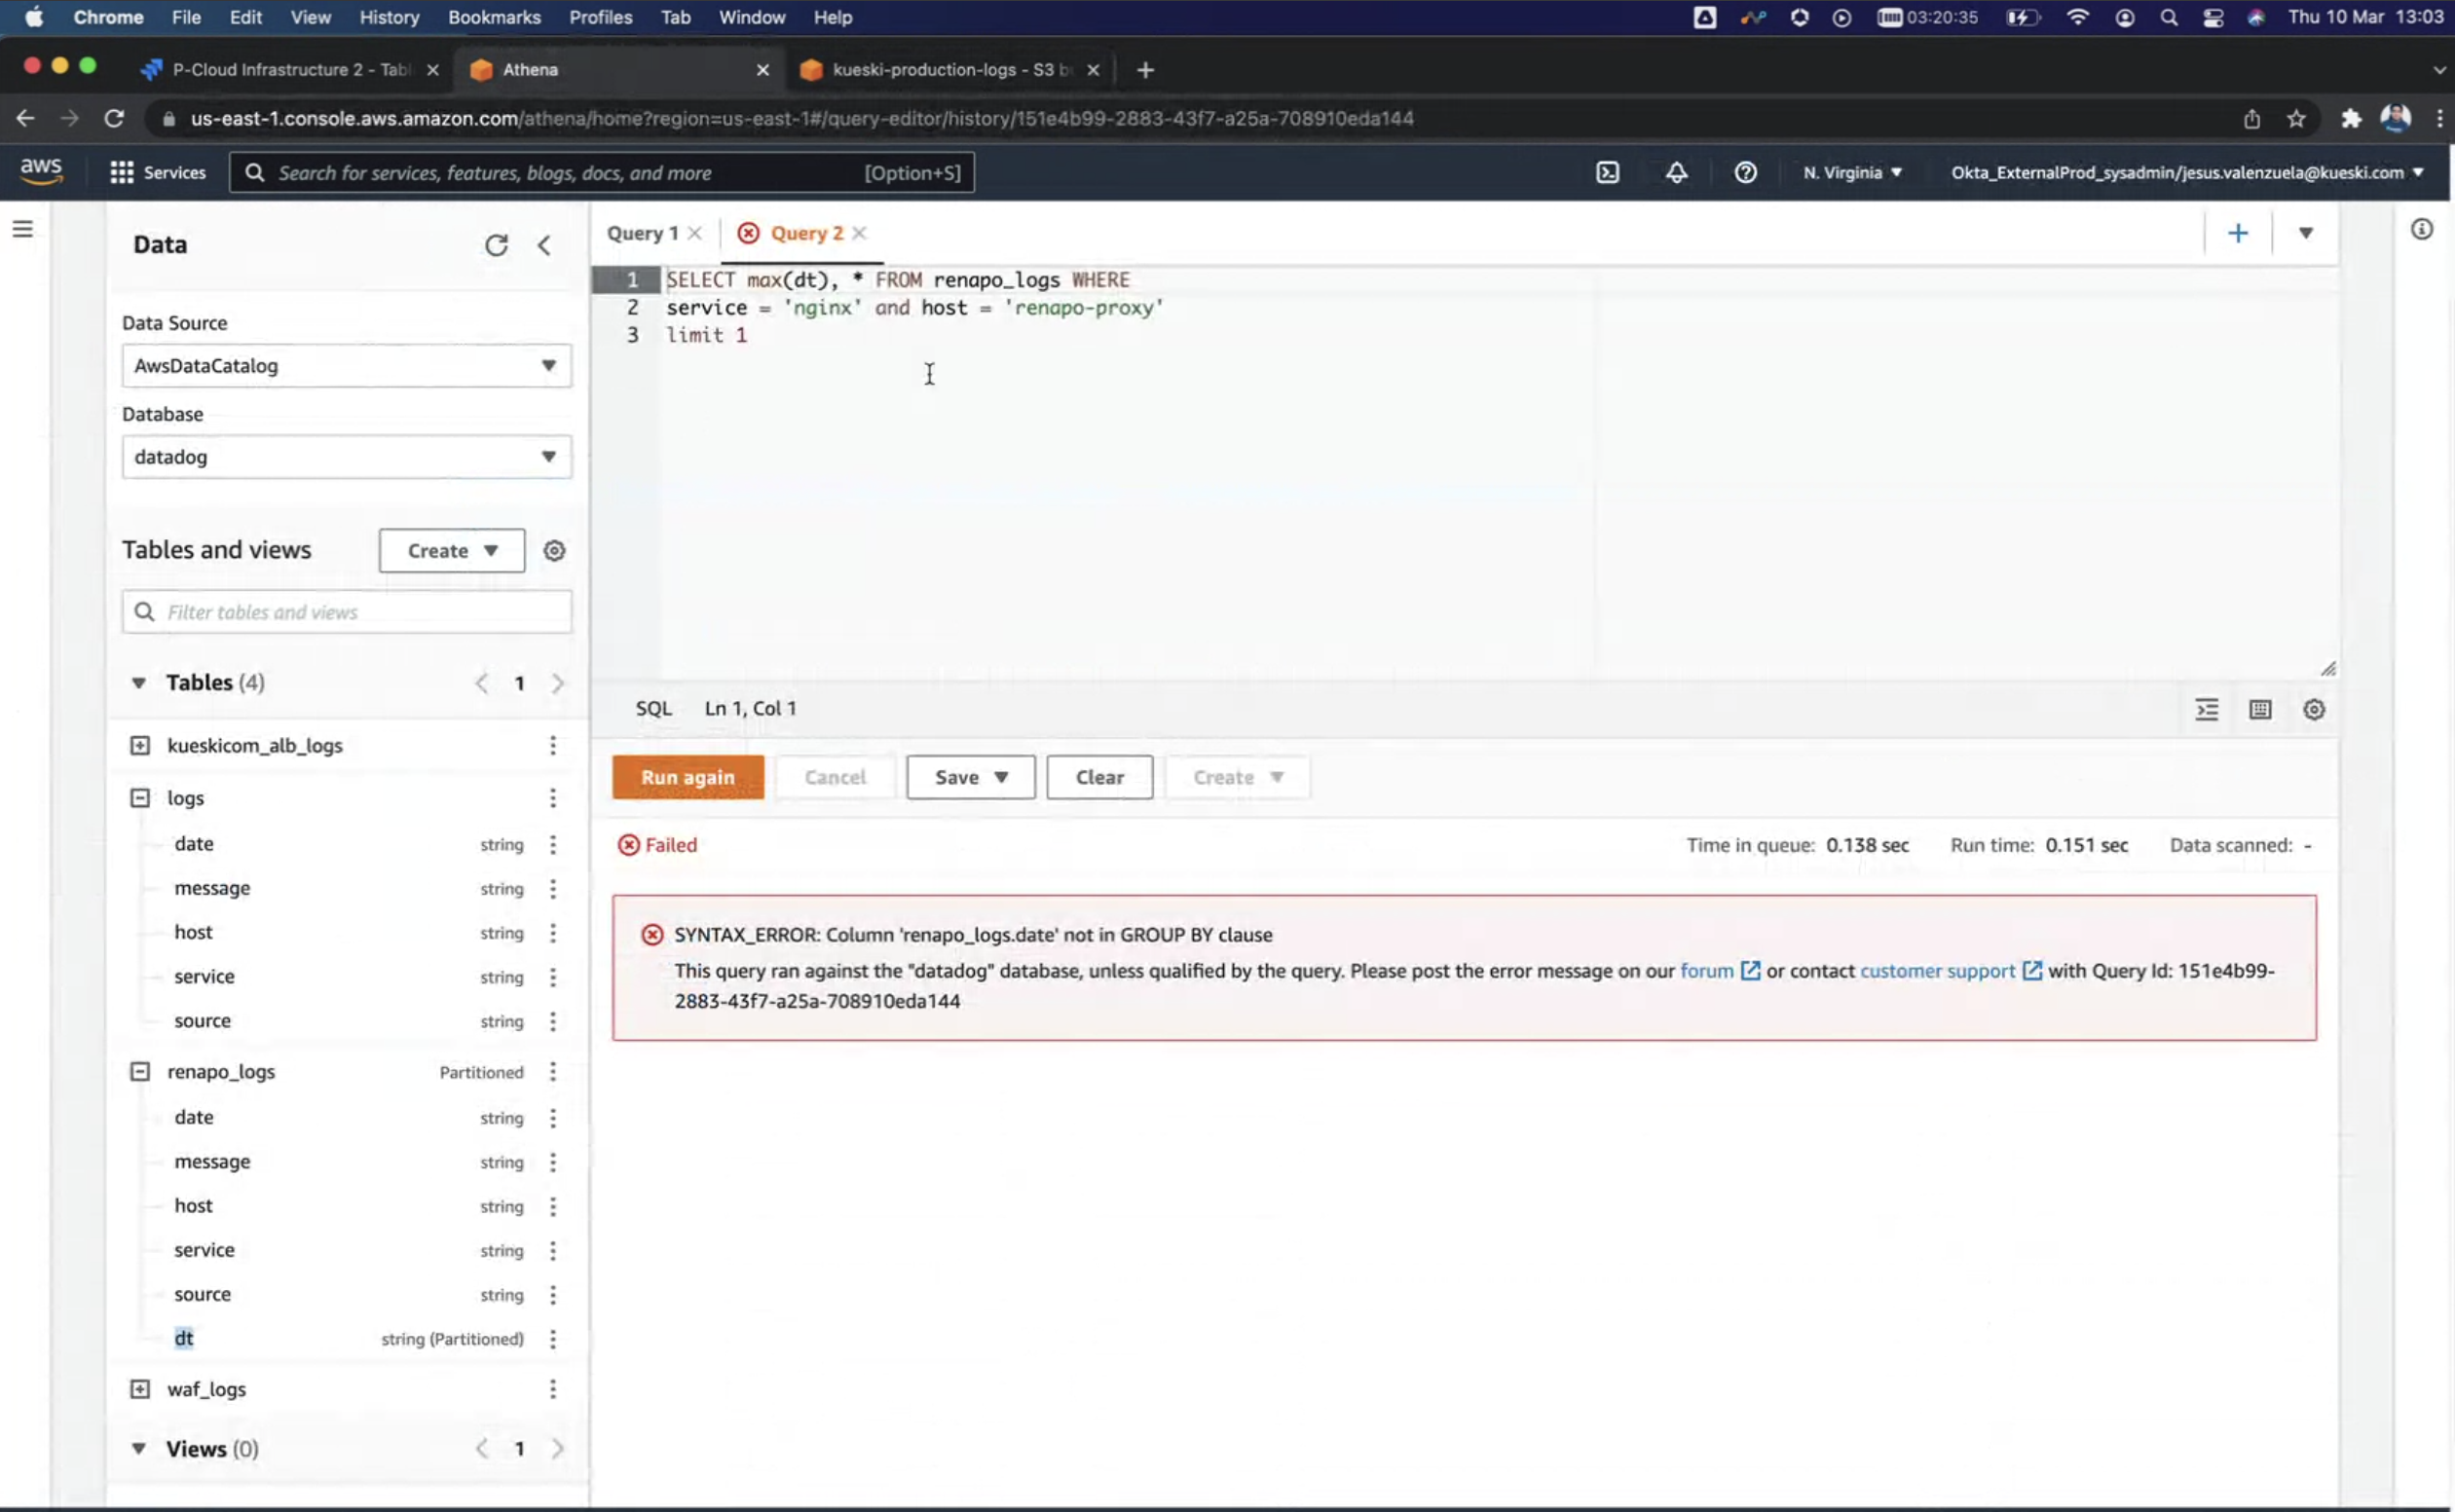 Chrome File Edit View History Bookmarks Profiles Tab Window Help 03:20:35 Thu 10 Mar 13:03
P-Cloud Infrastructure 2 - Tabl Athena kueski-production-logs - S3 b
us-east-1.console.aws.amazon.com/athena/home?region=us-east-1#/query-editor/history/151e4b99-2883-43f7-a25a-708910eda144
aws Services Search for services, features, blogs, docs, and more [Option+S] N. Virginia Okta_ExternalProd_sysadmin/jesus.valenzuela@kueski.com
Data
Data Source
AwsDataCatalog
Database
datadog
Tables and views Create
Filter tables and views
Tables (4) 1
kueskicom_alb_logs
logs
date string
message string
host string
service string
source string
renapo_logs Partitioned
date string
message string
host string
service string
source string
dt string (Partitioned)
waf_logs
Views (0) 1
Query 1 Query 2
1 SELECT max(dt), * FROM renapo_logs WHERE
2 service = 'nginx' and host = 'renapo-proxy'
3 limit 1
SQL Ln 1, Col 1
Run again Cancel Save Clear Create
Failed Time in queue: 0.138 sec Run time: 0.151 sec Data scanned: -
SYNTAX_ERROR: Column 'renapo_logs.date' not in GROUP BY clause
This query ran against the "datadog" database, unless qualified by the query. Please post the error message on our forum or contact customer support with Query Id: 151e4b99-
2883-43f7-a25a-708910eda144